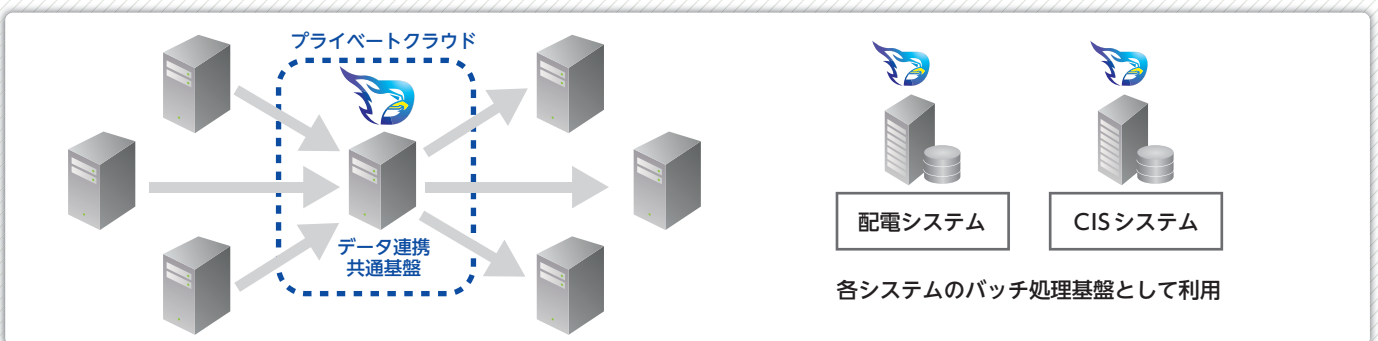 プライベートクラウド
データ連携
共通基盤
配電システム
CISシステム
各システムのバッチ処理基盤として利用